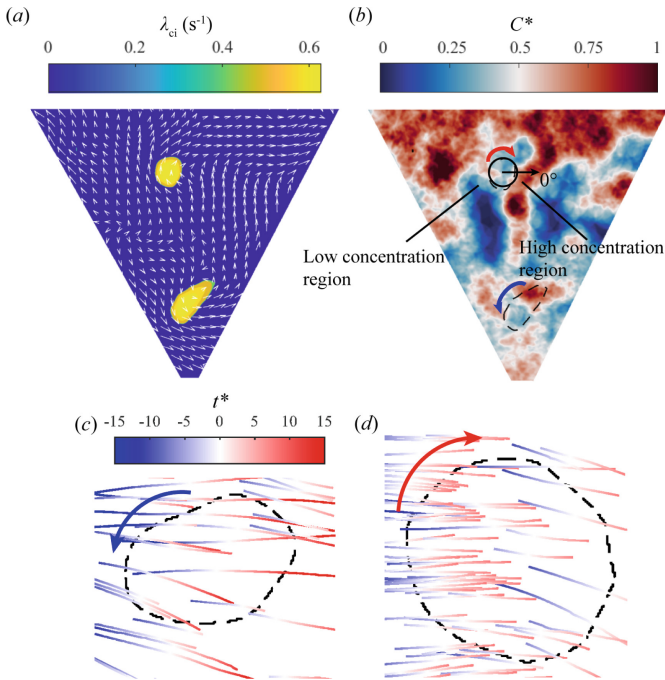 (a)
λci (s⁻¹)
0 0.2 0.4 0.6
(b)
C*
0 0.25 0.5 0.75 1
0°
Low concentration
region
High concentration
region
(c)
t*
-15 -10 -5 0 5 10 15
(d)